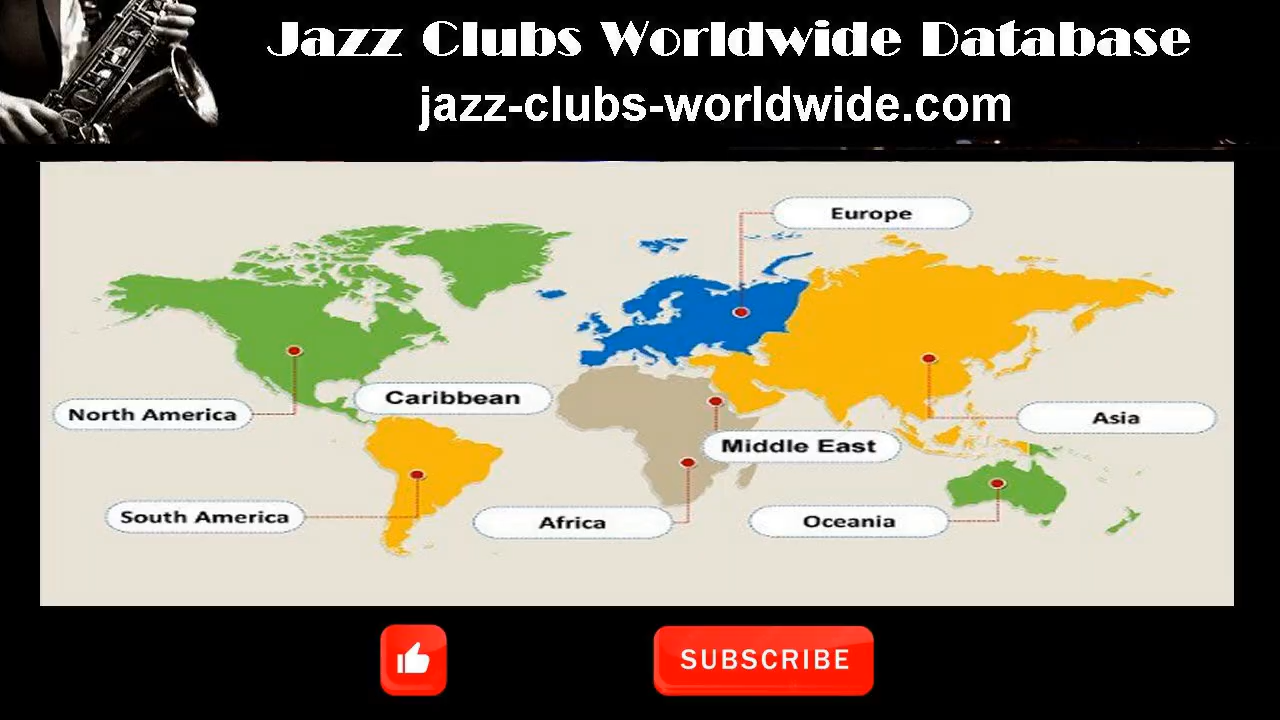 Jazz Clubs Worldwide Database
jazz-clubs-worldwide.com
Europe
Caribbean
North America
Asia
Middle East
South America
Africa
Oceania
SUBSCRIBE